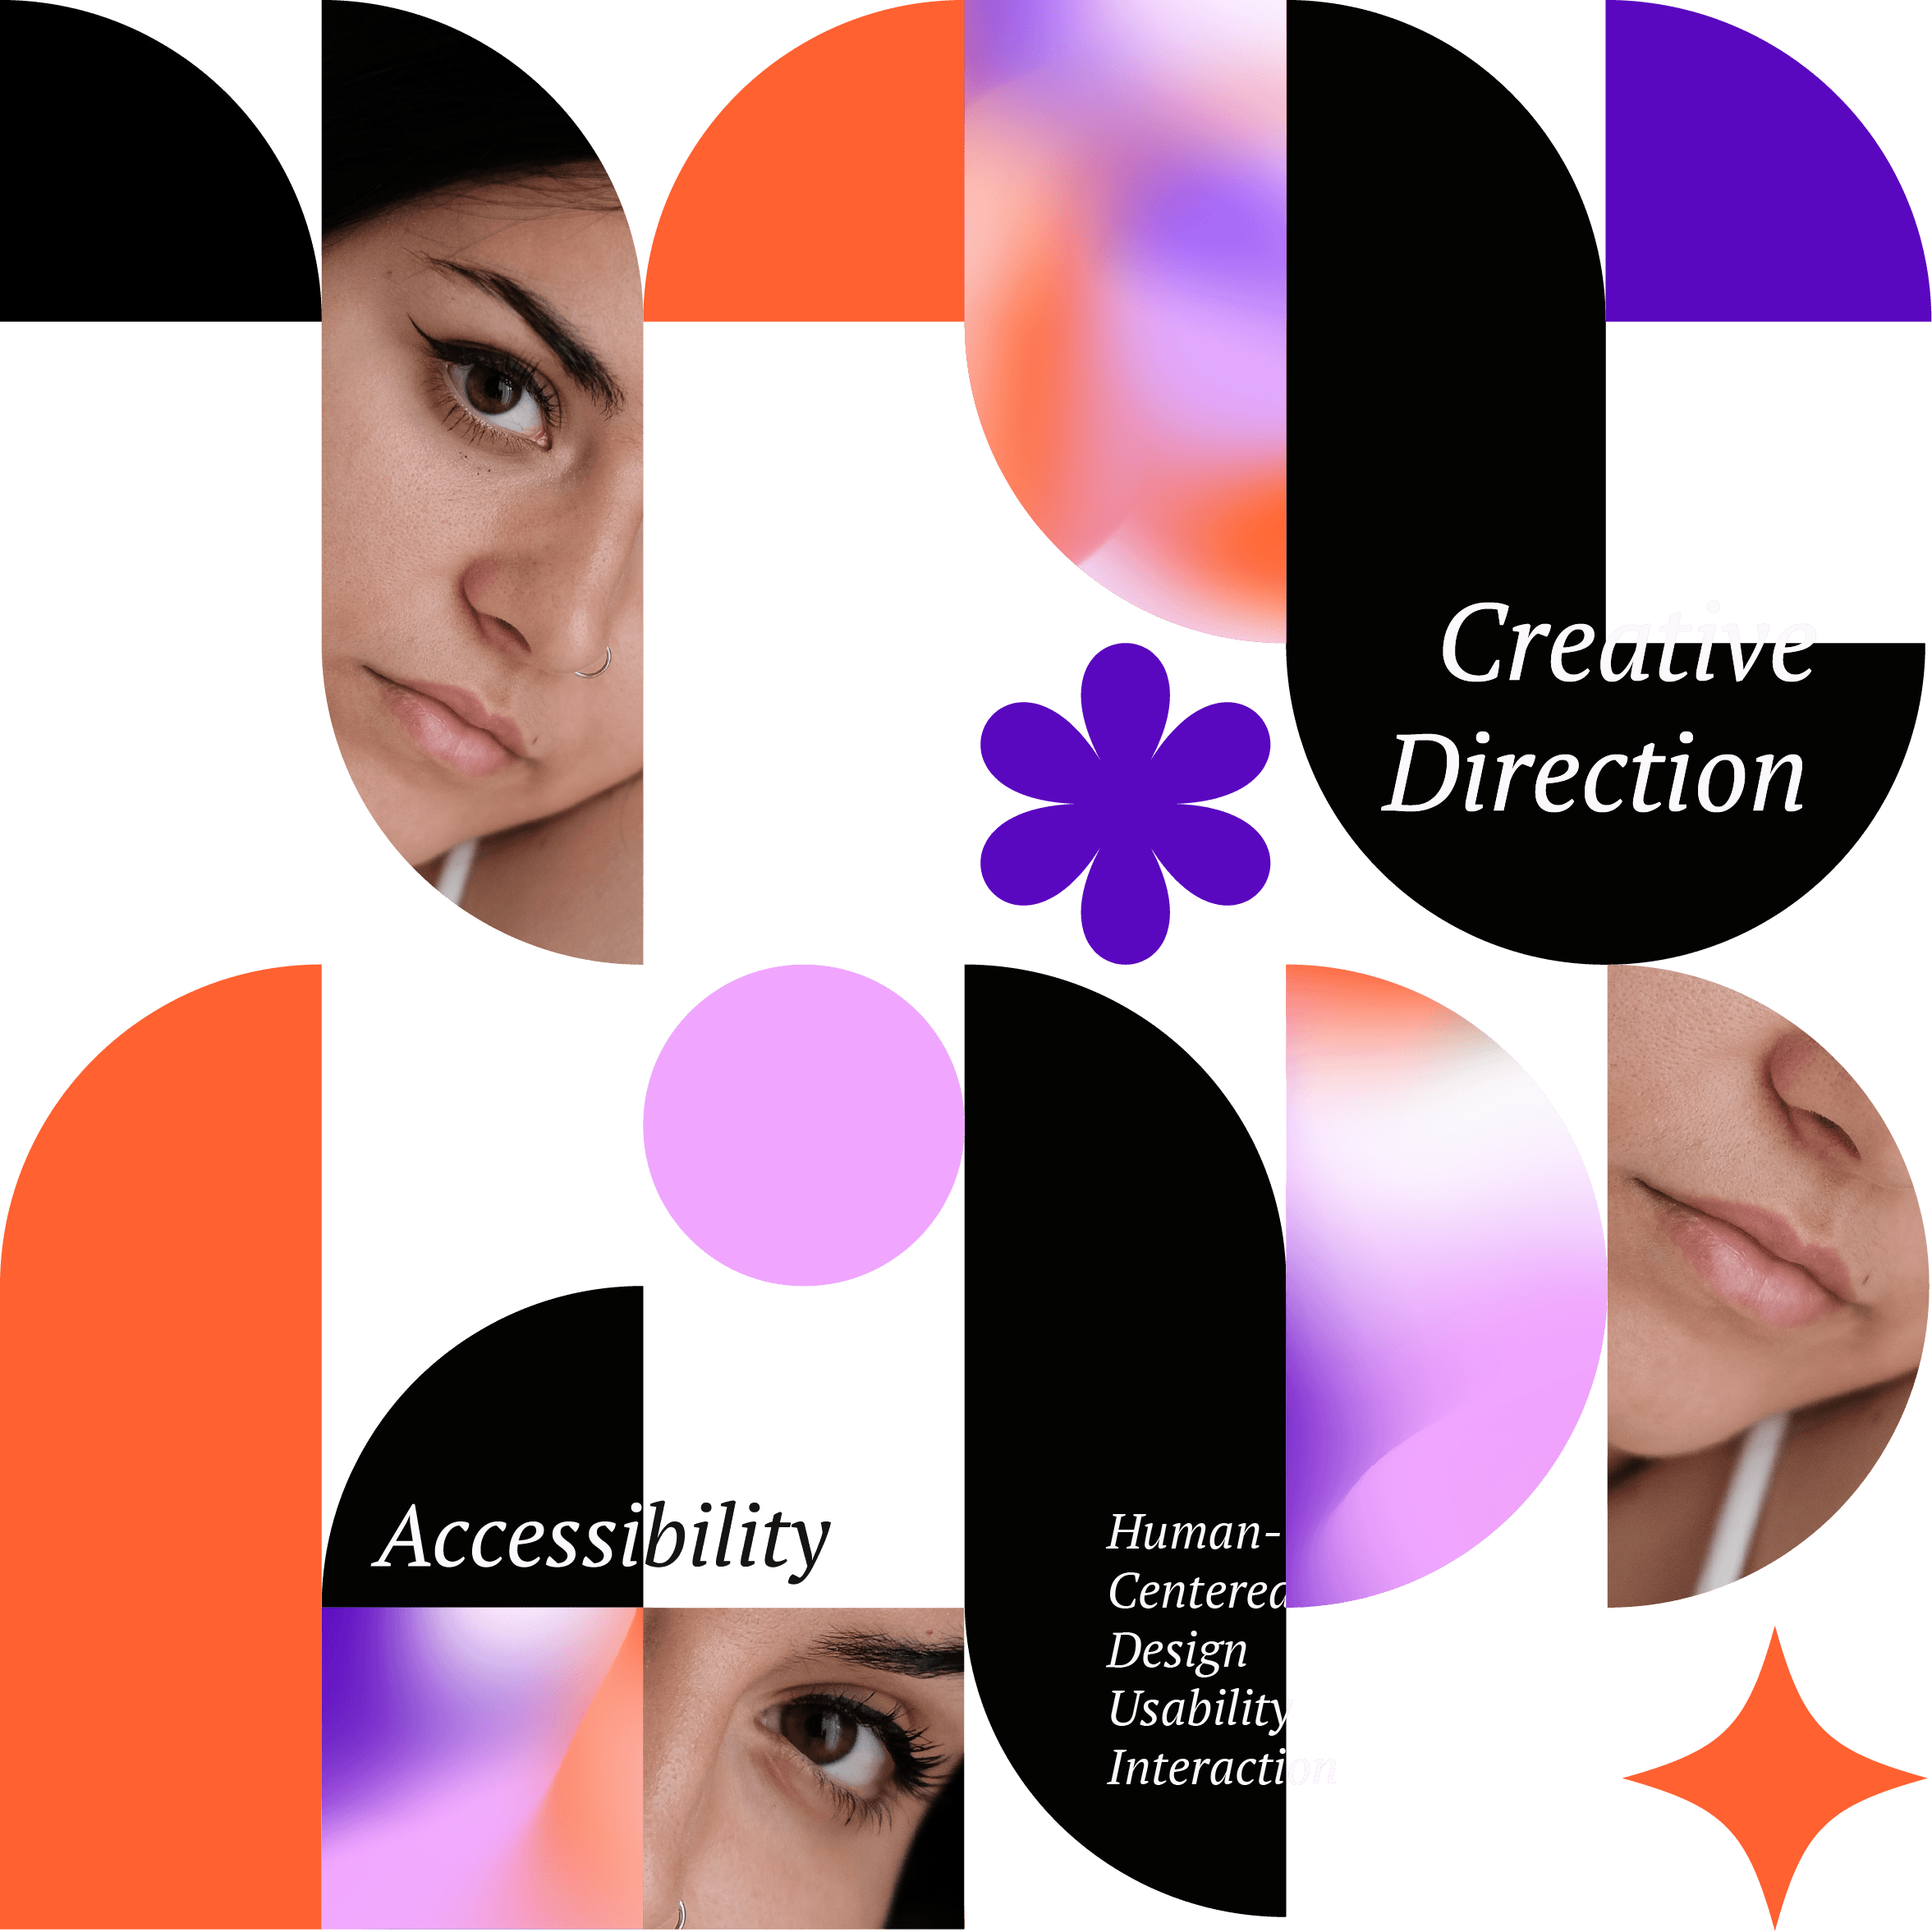 Creative
Direction
Accessibility
Human-
Centered
Design
Usability
Interaction